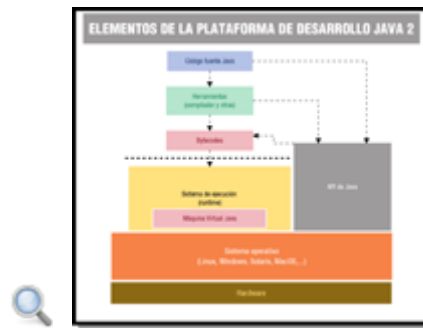 ELEMENTOS DE LA PLATAFORMA DE DESARROLLO JAVA 2
Código fuente Java
Herramientas
(compilador y otras)
Bytecodes
Sistema de ejecución
(runtime)
API de Java
Máquina Virtual Java
Sistema operativo
(Linux, Windows, Solaris, MacOS,...)
Hardware